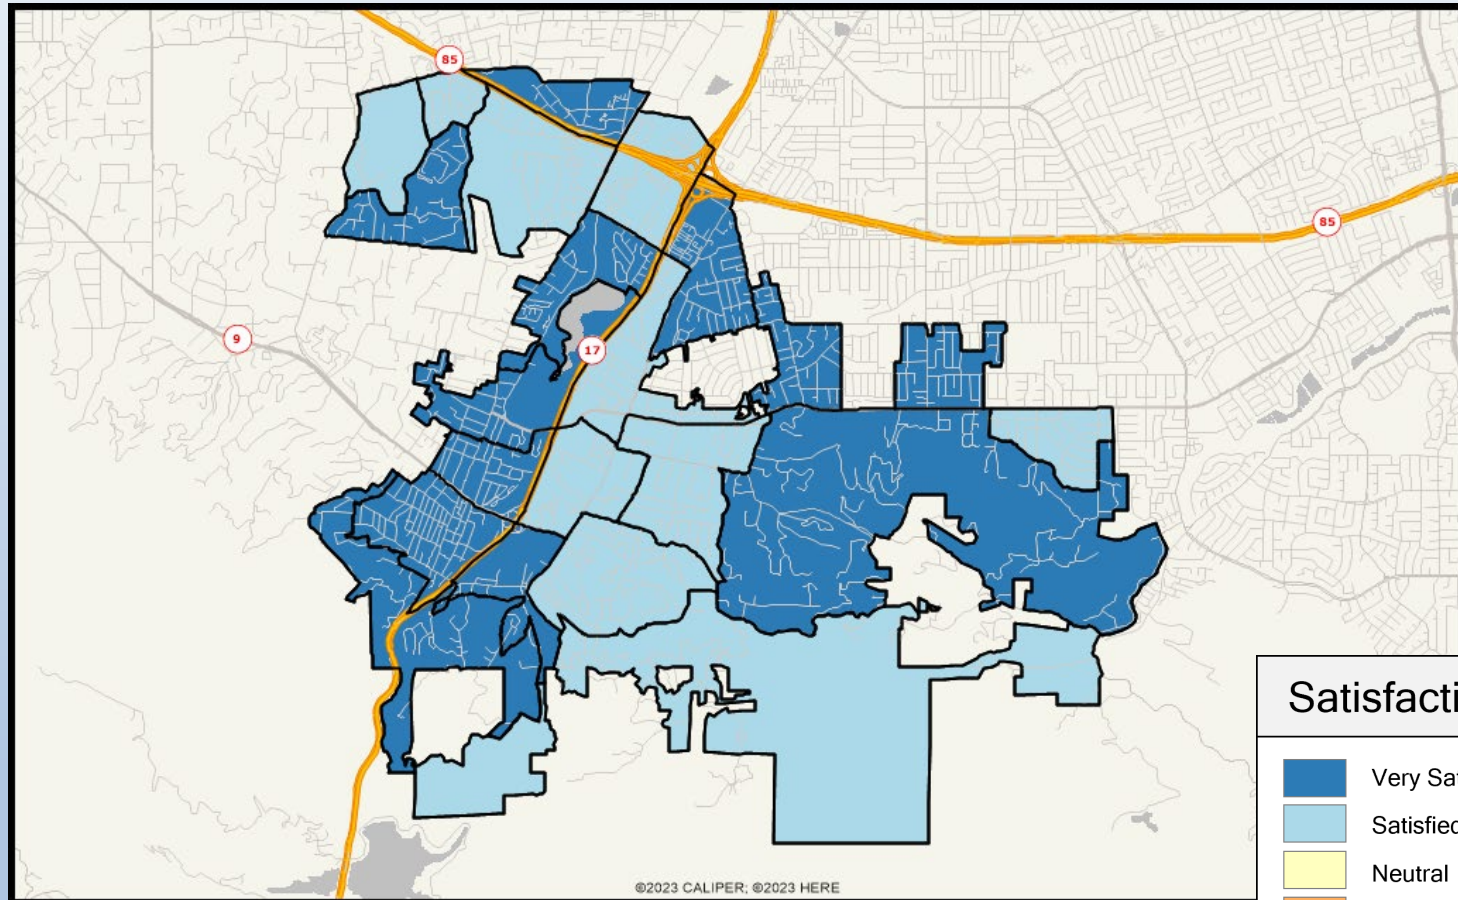 85
85
9
17
Satisfacti
Very Sa
Satisfied
Neutral
©2023 CALIPER; ©2023 HERE